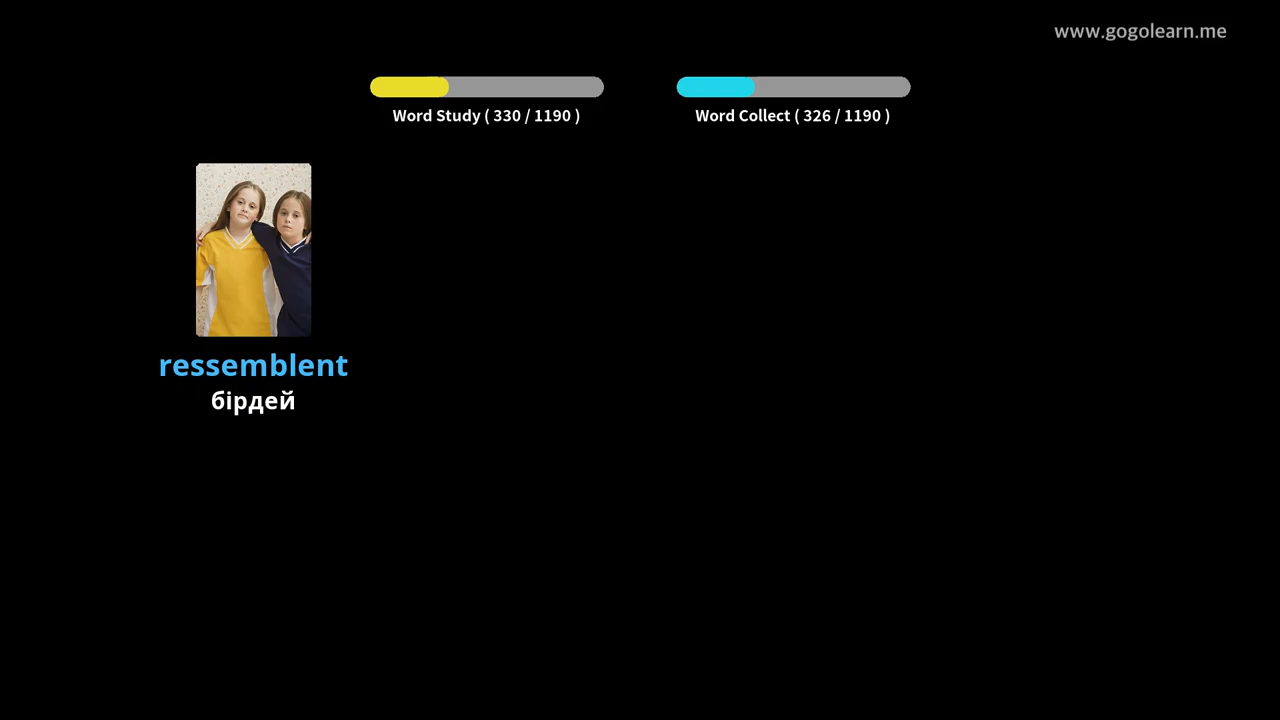 www.gogolearn.me
Word Study ( 330 / 1190 )
Word Collect ( 326 / 1190 )
ressemblent
бірдей